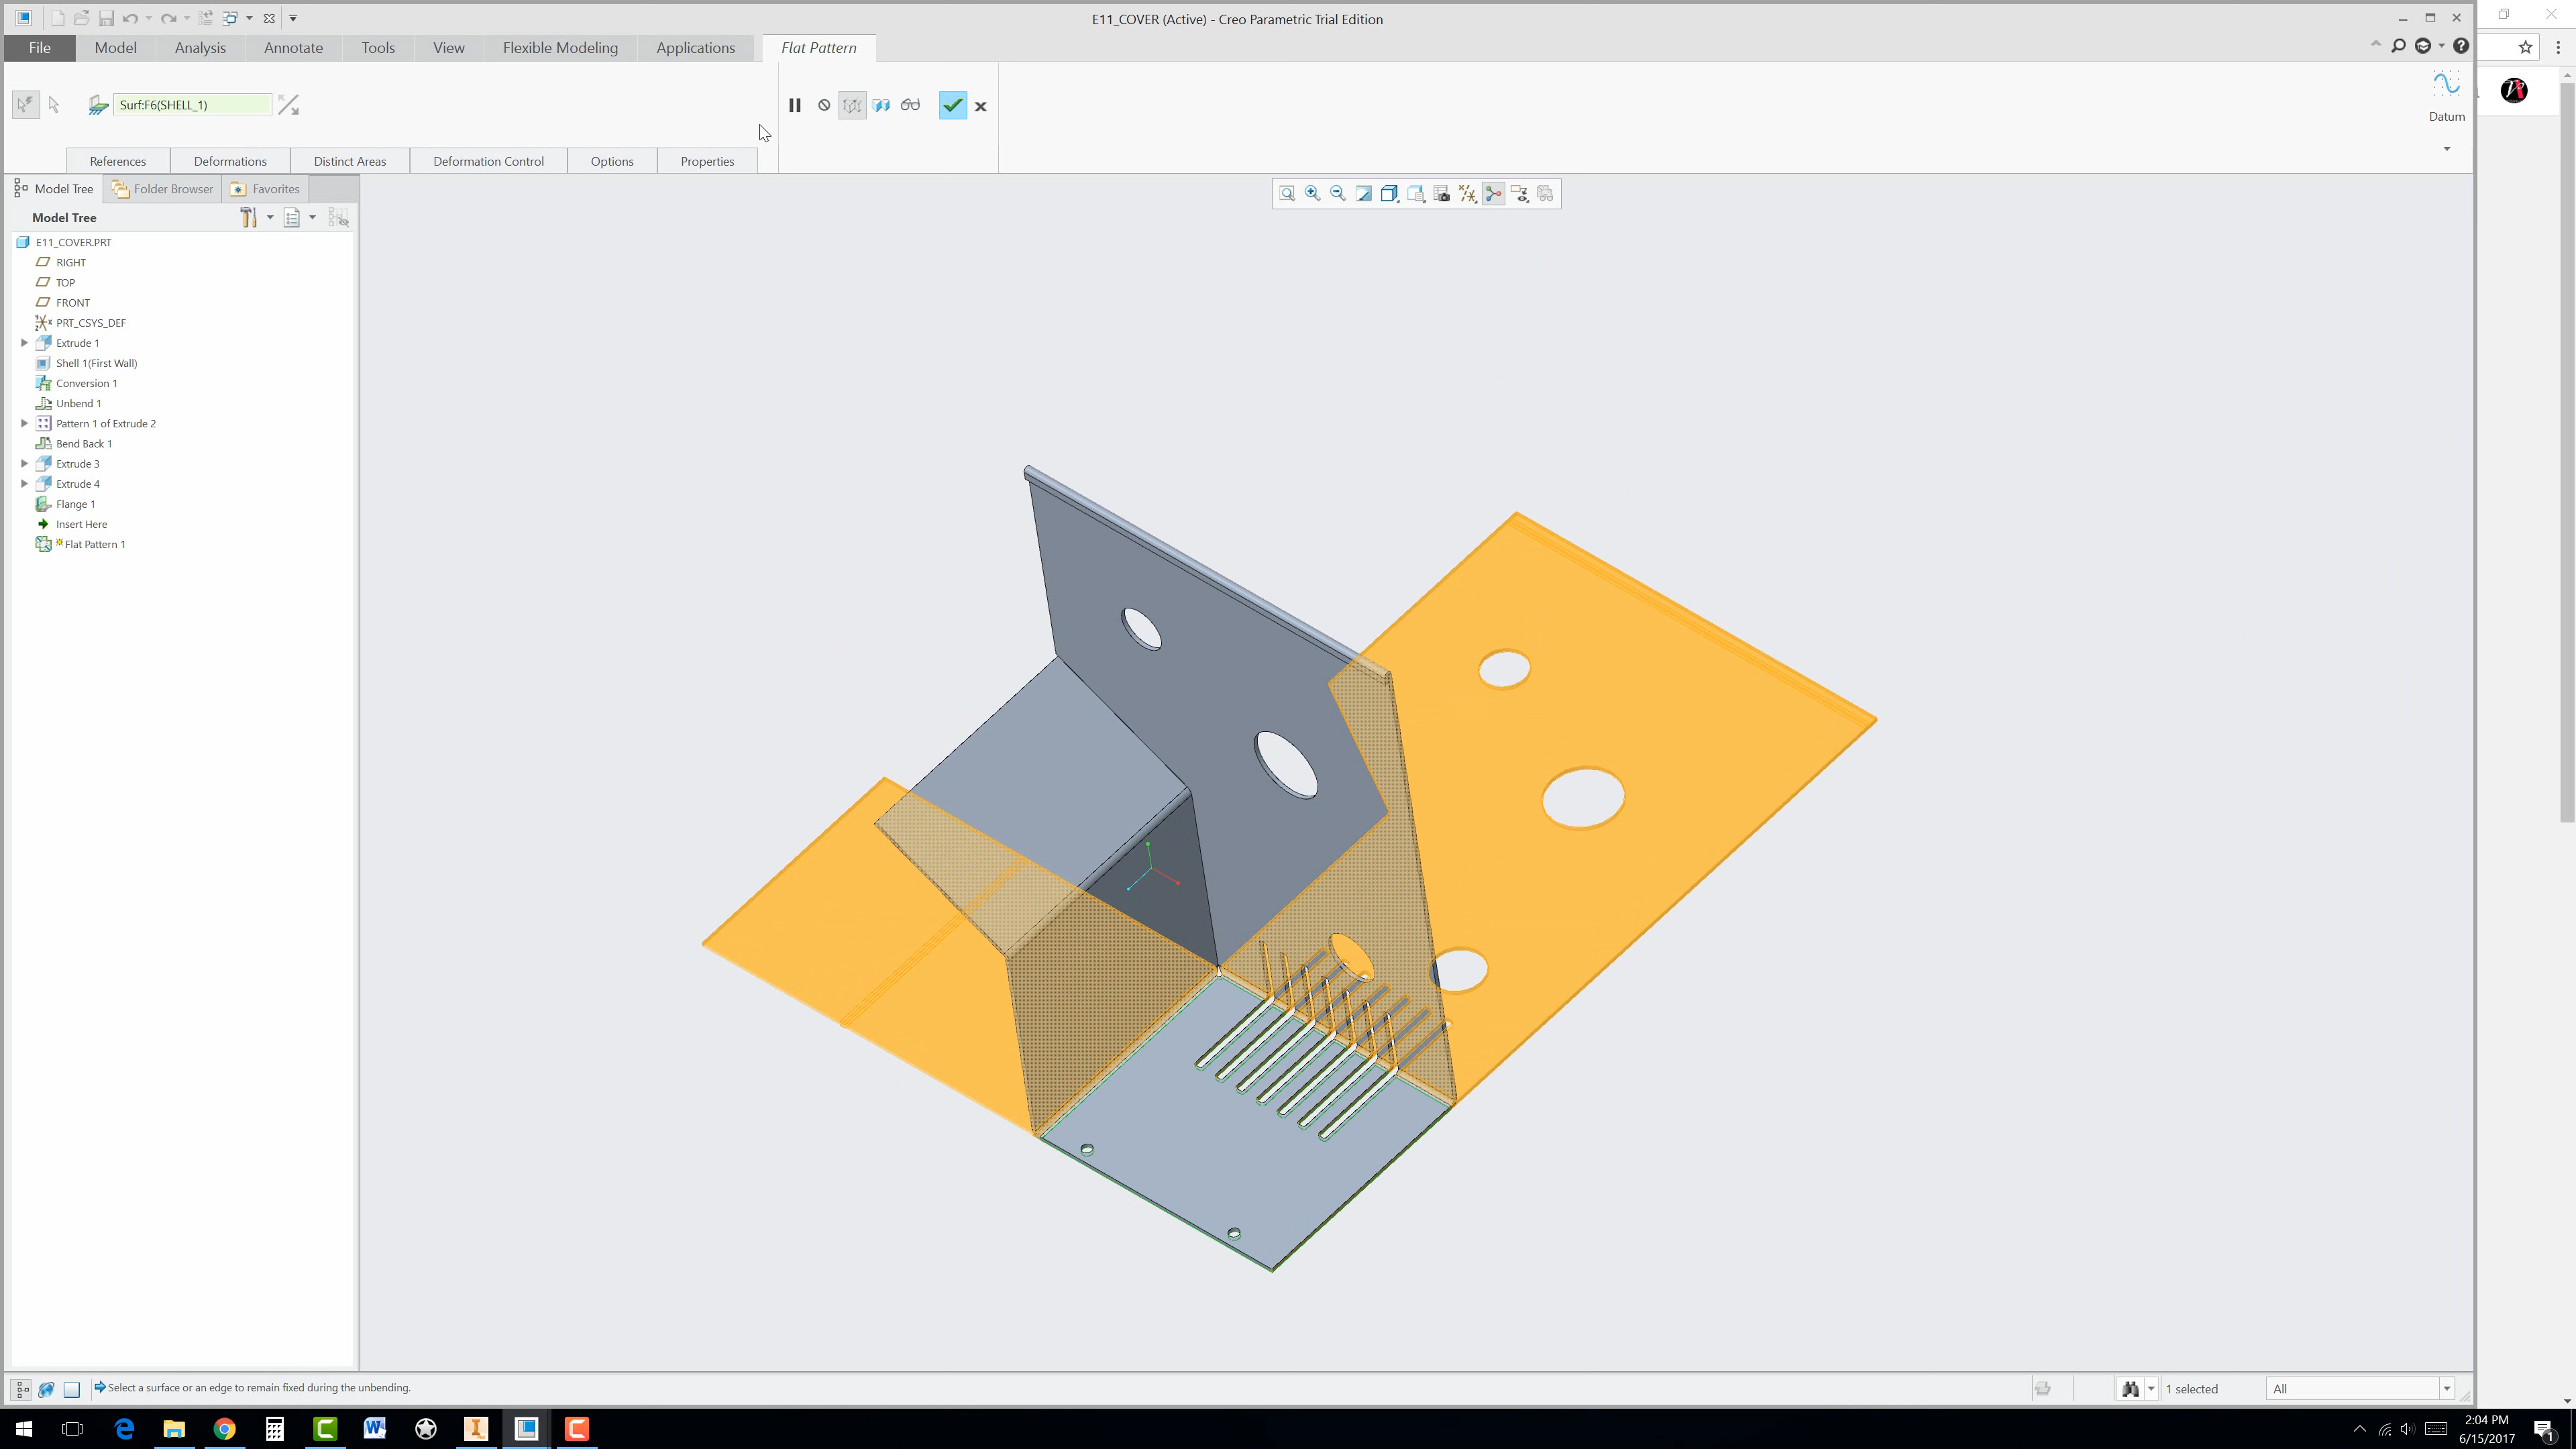 E11_COVER (Active) - Creo Parametric Trial Edition
File Model Analysis Annotate Tools View Flexible Modeling Applications Flat Pattern
Surf:F6(SHELL_1)
Datum
References Deformations Distinct Areas Deformation Control Options Properties
Model Tree Folder Browser Favorites
Model Tree
E11_COVER.PRT
RIGHT
TOP
FRONT
PRT_CSYS_DEF
Extrude 1
Shell 1(First Wall)
Conversion 1
Unbend 1
Pattern 1 of Extrude 2
Bend Back 1
Extrude 3
Extrude 4
Flange 1
Insert Here
Flat Pattern 1
Select a surface or an edge to remain fixed during the unbending.
1 selected
All
2:04 PM
6/15/2017
1